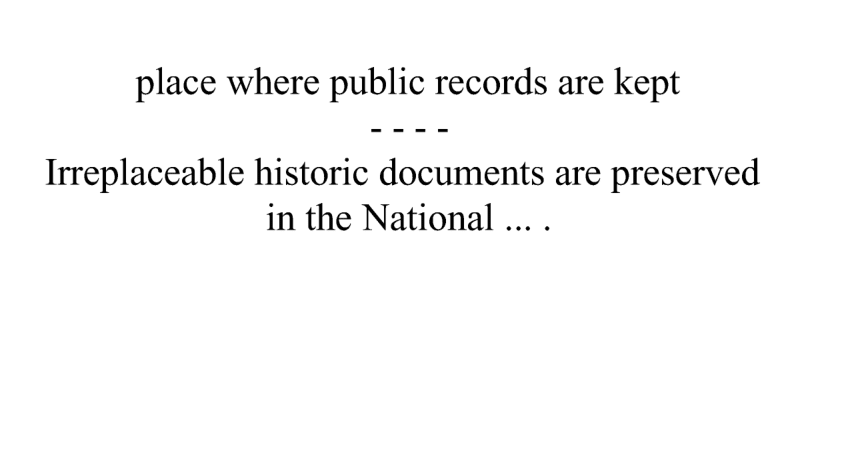 place where public records are kept
- - - -
Irreplaceable historic documents are preserved
in the National ... .